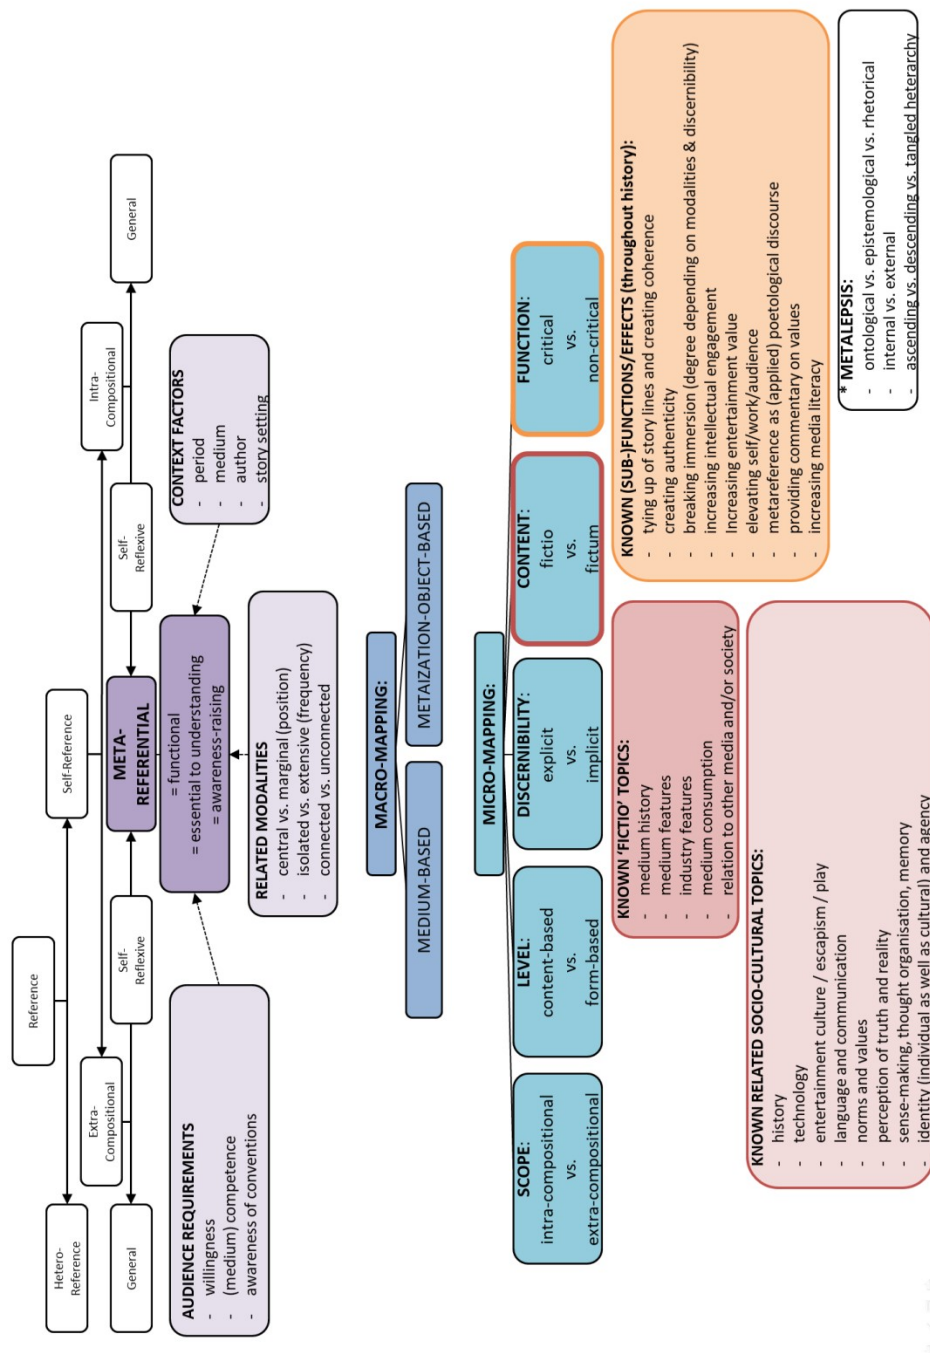 Reference
Hetero-
Reference
Self-Reference
Extra-
Compositional
Intra-
Compositional
General
Self-
Reflexive
META-
REFERENTIAL
Self-
Reflexive
General
= functional
= essential to understanding
= awareness-raising
AUDIENCE REQUIREMENTS
- willingness
- (medium) competence
- awareness of conventions
RELATED MODALITIES
- central vs. marginal (position)
- isolated vs. extensive (frequency)
- connected vs. unconnected
CONTEXT FACTORS
- period
- medium
- author
- story setting
MACRO-MAPPING:
MEDIUM-BASED
METAIZATION-OBJECT-BASED
MICRO-MAPPING:
SCOPE:
intra-compositional
vs.
extra-compositional
LEVEL:
content-based
vs.
form-based
DISCERNIBILITY:
explicit
vs.
implicit
CONTENT:
fictio
vs.
fictum
FUNCTION:
critical
vs.
non-critical
KNOWN ‘FICTIO’ TOPICS:
- medium history
- medium features
- industry features
- medium consumption
- relation to other media and/or society
KNOWN (SUB-)FUNCTIONS/EFFECTS (throughout history):
- tying up of story lines and creating coherence
- creating authenticity
- breaking immersion (degree depending on modalities & discernibility)
- increasing intellectual engagement
- Increasing entertainment value
- elevating self/work/audience
- metareference as (applied) poetological discourse
- providing commentary on values
- increasing media literacy
KNOWN RELATED SOCIO-CULTURAL TOPICS:
- history
- technology
- entertainment culture / escapism / play
- language and communication
- norms and values
- perception of truth and reality
- sense-making, thought organisation, memory
- identity (individual as well as cultural) and agency
* METALEPSIS:
- ontological vs. epistemological vs. rhetorical
- internal vs. external
- ascending vs. descending vs. tangled heterarchy